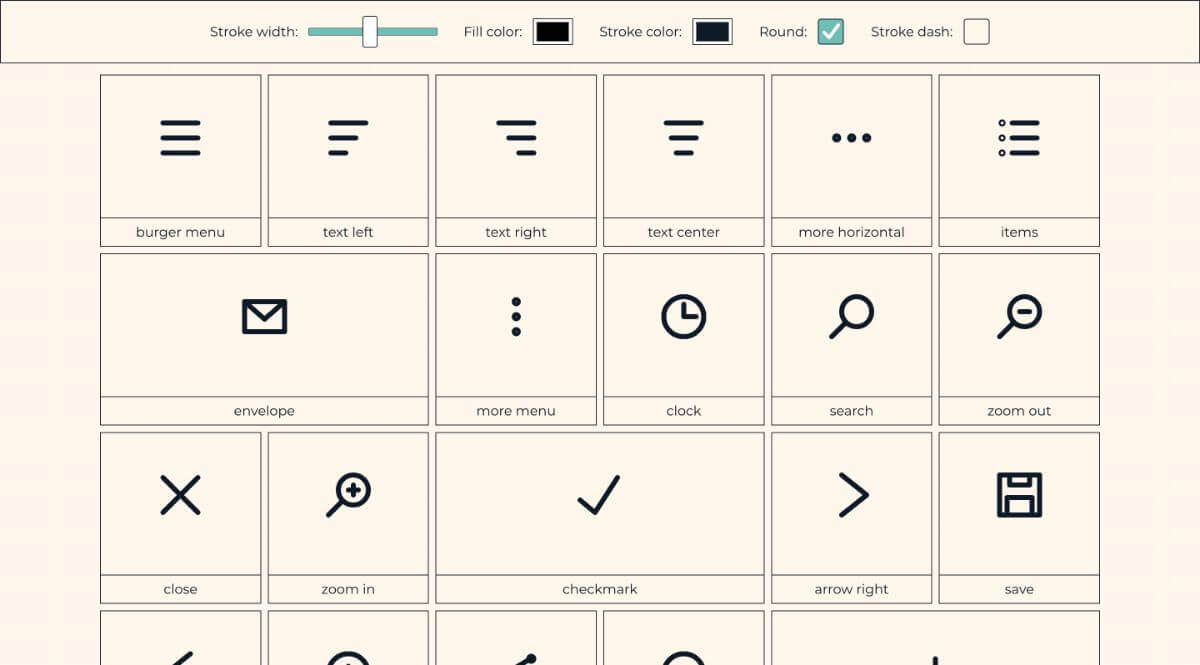 Stroke width: Fill color: Stroke color: Round: Stroke dash:
burger menu text left text right text center more horizontal items
envelope more menu clock search zoom out
close zoom in checkmark arrow right save